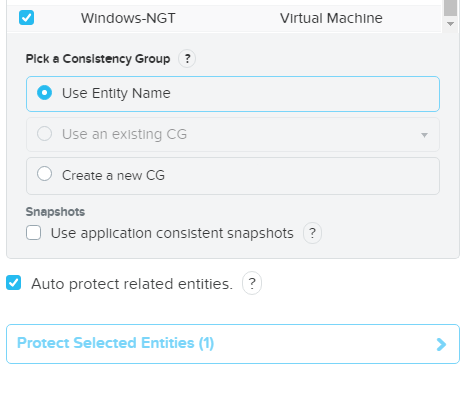 Windows-NGT Virtual Machine
Pick a Consistency Group ?
Use Entity Name
Use an existing CG
Create a new CG
Snapshots
Use application consistent snapshots ?
Auto protect related entities. ?
Protect Selected Entities (1)